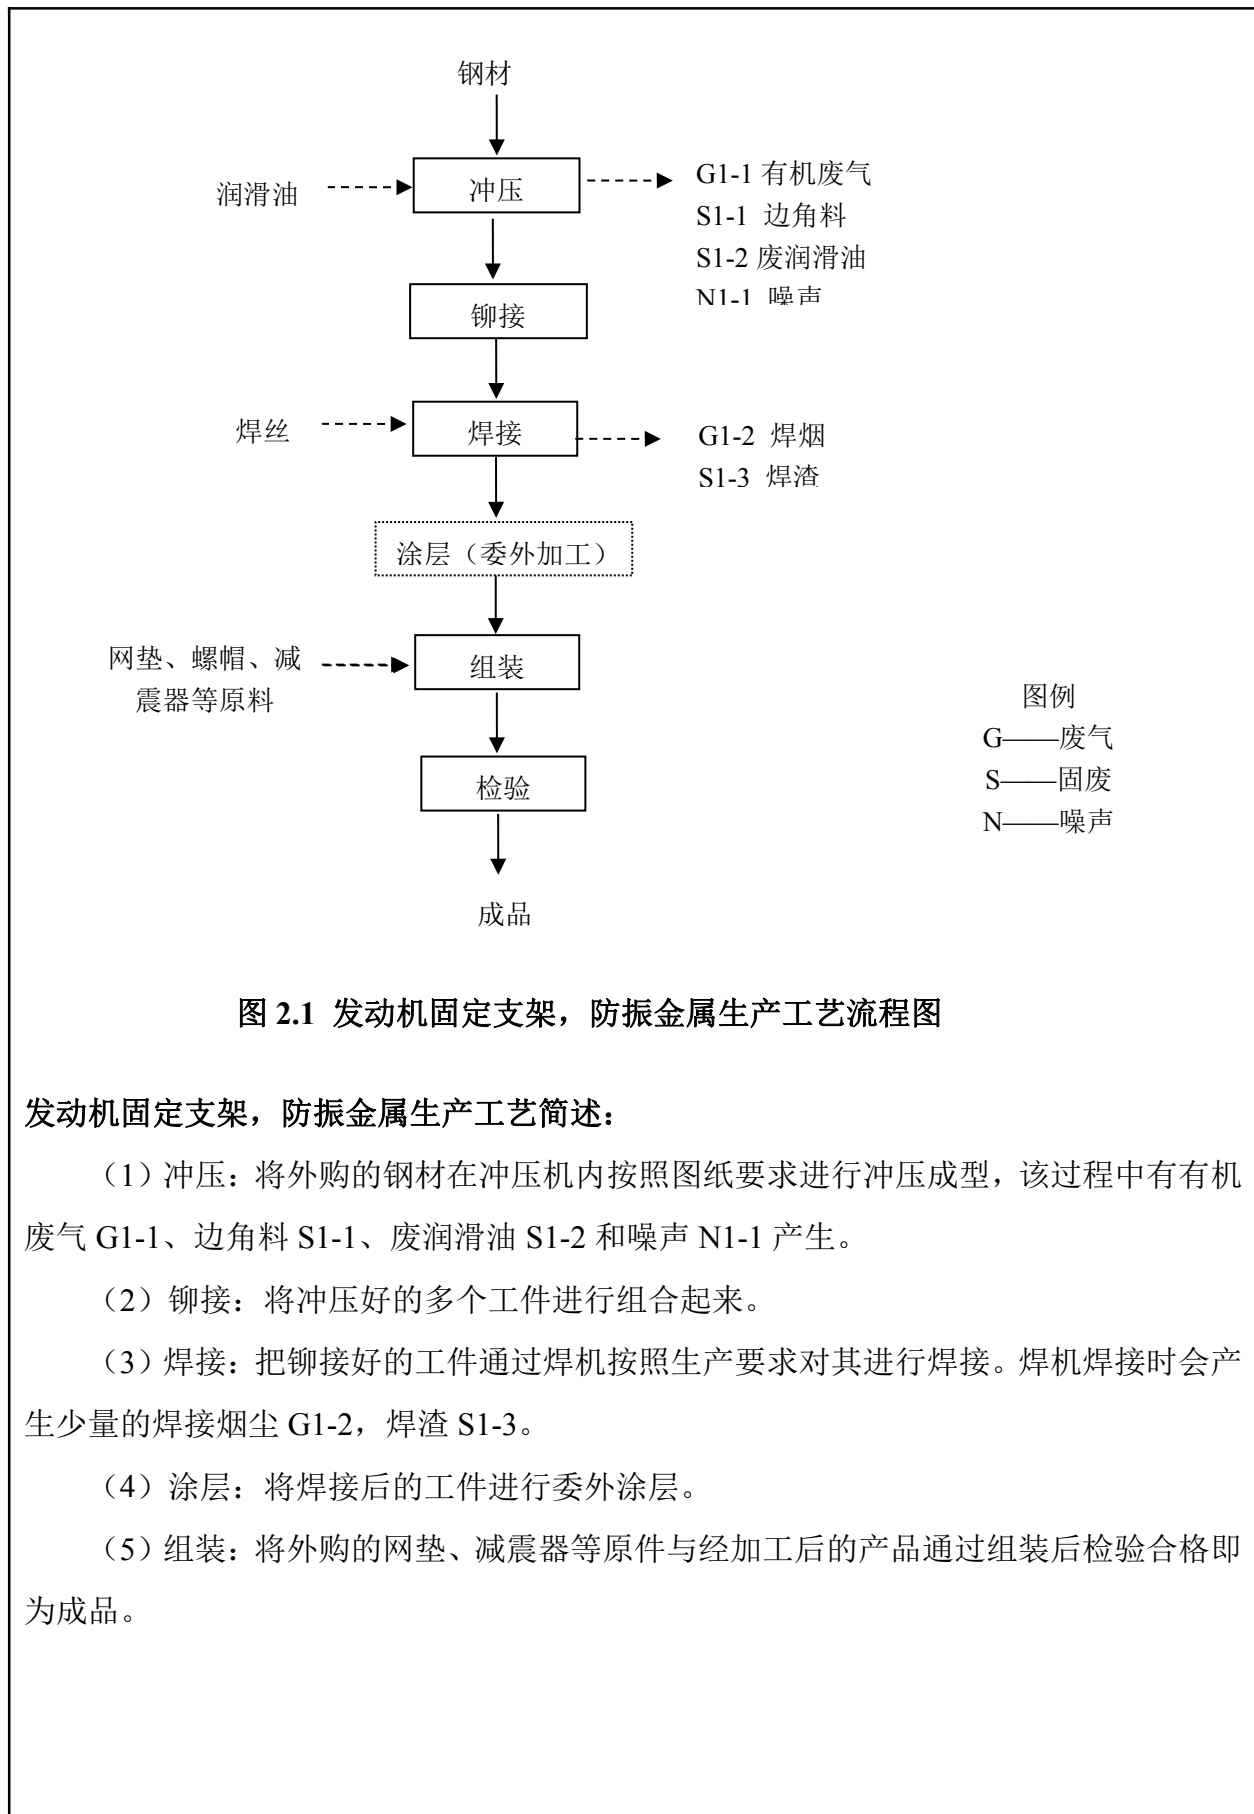 钢材
润滑油
冲压
G1-1 有机废气
S1-1 边角料
S1-2 废润滑油
N1-1 噪声
铆接
焊丝
焊接
G1-2 焊烟
S1-3 焊渣
涂层（委外加工）
网垫、螺帽、减
震器等原料
组装
图例
G——废气
S——固废
N——噪声
检验
成品
图 2.1 发动机固定支架，防振金属生产工艺流程图
发动机固定支架，防振金属生产工艺简述：
（1）冲压：将外购的钢材在冲压机内按照图纸要求进行冲压成型，该过程中有有机
废气 G1-1、边角料 S1-1、废润滑油 S1-2 和噪声 N1-1 产生。
（2）铆接：将冲压好的多个工件进行组合起来。
（3）焊接：把铆接好的工件通过焊机按照生产要求对其进行焊接。焊机焊接时会产
生少量的焊接烟尘 G1-2，焊渣 S1-3。
（4）涂层：将焊接后的工件进行委外涂层。
（5）组装：将外购的网垫、减震器等原件与经加工后的产品通过组装后检验合格即
为成品。